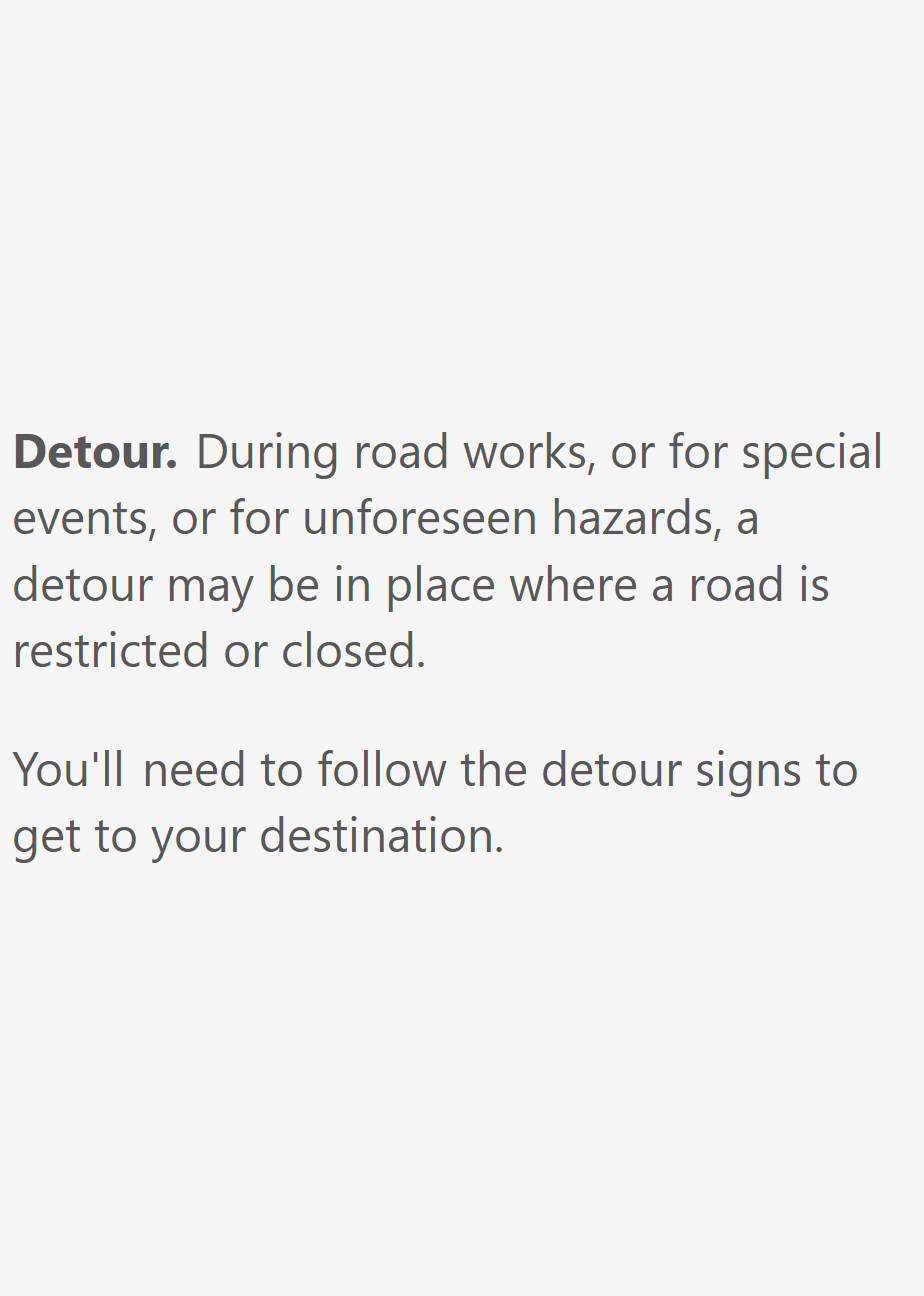 Detour. During road works, or for special
events, or for unforeseen hazards, a
detour may be in place where a road is
restricted or closed.
You'll need to follow the detour signs to
get to your destination.